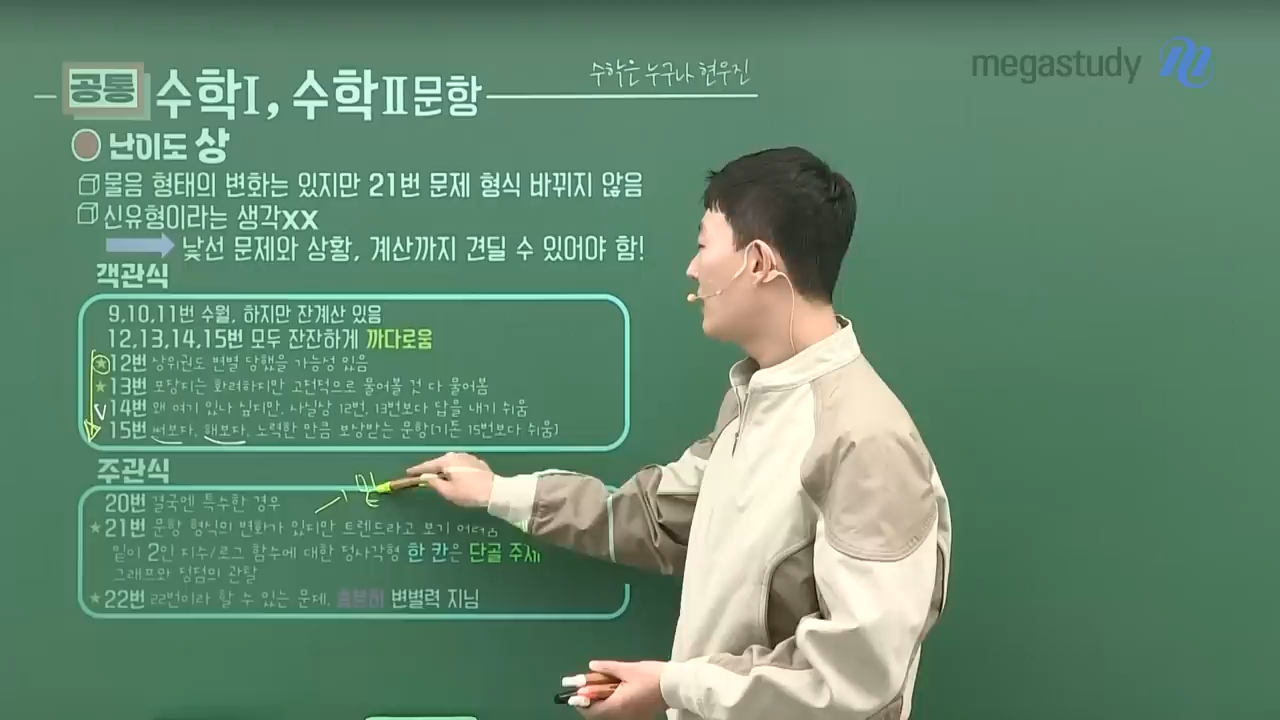 수학은 누구나 현우진
megastudy
공통 수학Ⅰ, 수학Ⅱ문항
난이도 상
물음 형태의 변화는 있지만 21번 문제 형식 바뀌지 않음
신유형이라는 생각xx
낯선 문제와 상황, 계산까지 견딜 수 있어야 함!
객관식
9,10,11번 수월, 하지만 잔계산 있음
12,13,14,15번 모두 잔잔하게 까다로움
★12번 상위권도 변별 당했을 가능성 있음
★13번 포장지는 화려하지만 고전적으로 물어볼 것 다 물어봄
14번 왜 여기 있나 싶지만, 사실상 12번, 13번보다 답을 내기 쉬움
15번 써보다, 해보다, 노력한 만큼 보상받는 문항(기존 15번보다 쉬움)
주관식
20번 결국엔 특수한 경우
★21번 문항 형식의 변화가 있지만 트렌드라고 보기 어려움
밑이 2인 지수/로그 함수에 대한 정사각형 한 칸은 단골 주제
그래프와 정점의 관찰
★22번 22번이라 할 수 있는 문제, 충분히 변별력 지님